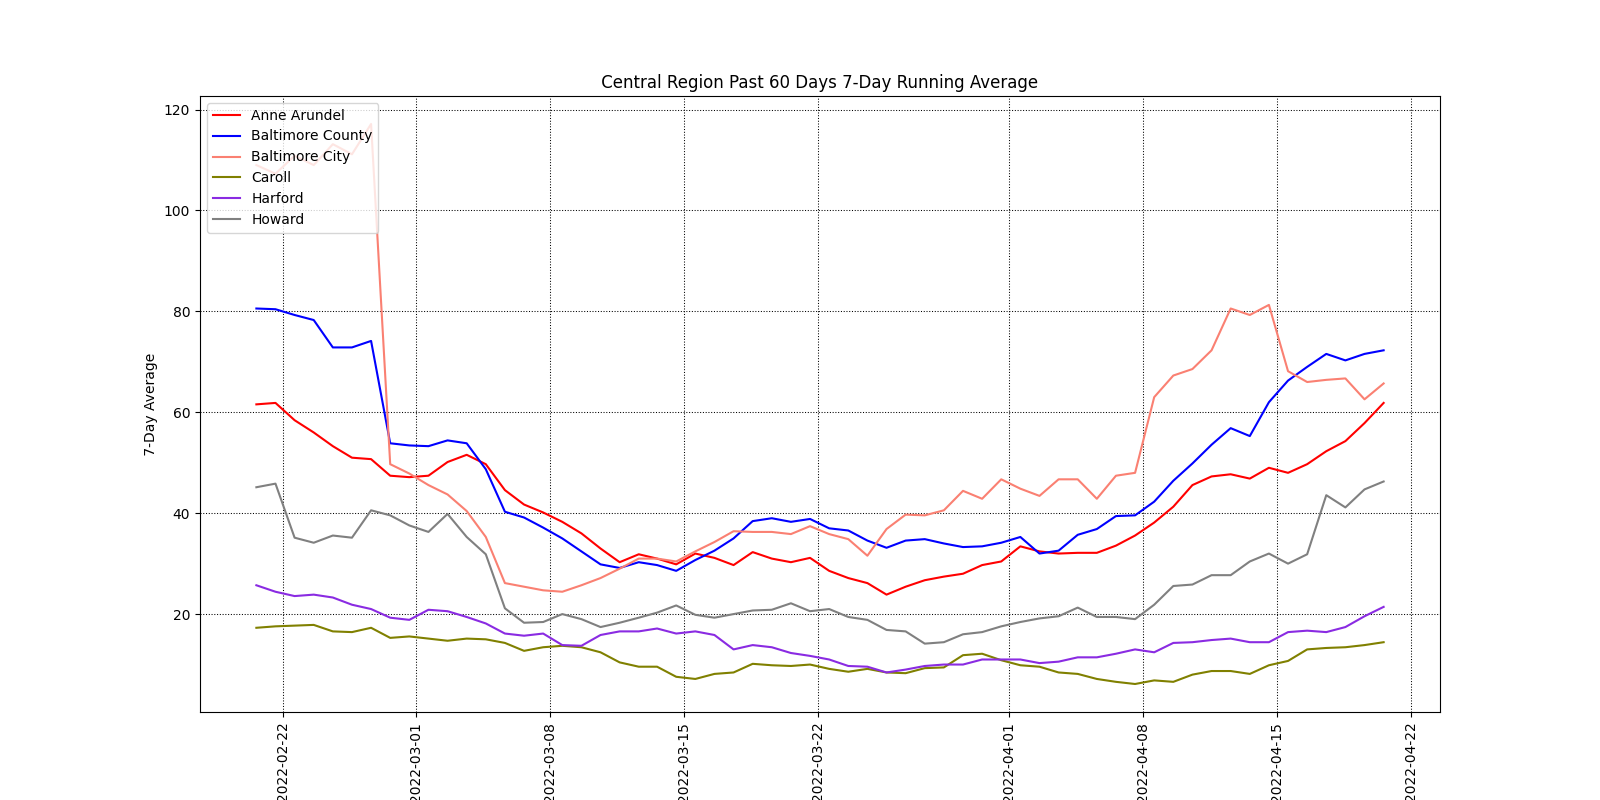 Central Region Past 60 Days 7-Day Running Average
120
100
80
60
40
20
7-Day Average
Anne Arundel
Baltimore County
Baltimore City
Caroll
Harford
Howard
2022-02-22
2022-03-01
2022-03-08
2022-03-15
2022-03-22
2022-04-01
2022-04-08
2022-04-15
2022-04-22